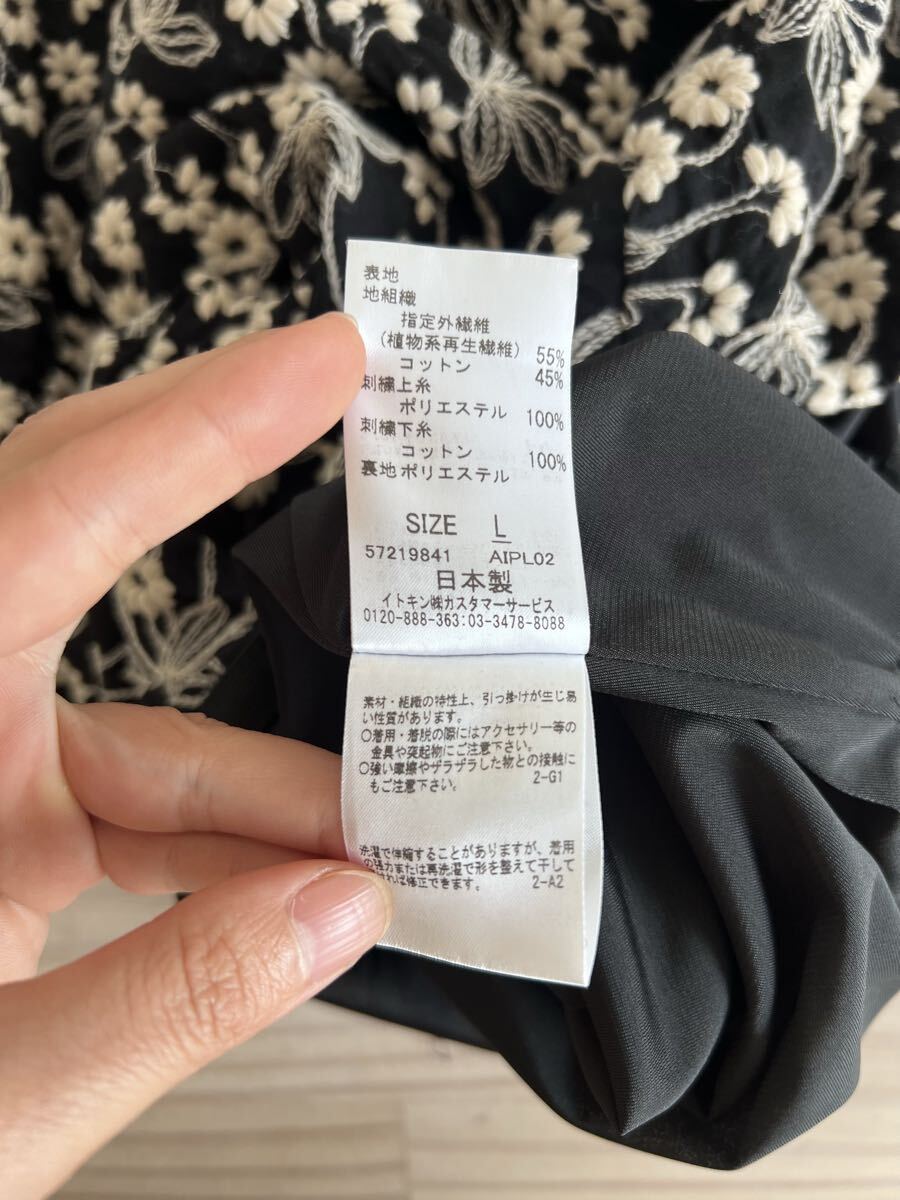 表地
地組織
指定外繊維
(植物系再生繊維) 55%
コットン 45%
刺繍上糸
ポリエステル 100%
刺繍下糸
コットン 100%
裏地 ポリエステル
SIZE L
57219841 AIPL02
日本製
イトキン㈱カスタマーサービス
0120-888-363:03-3478-8088
素材・組織の特性上、引っ掛けが生じ易
い性質があります。
○着用・着脱の際にはアクセサリー等の
金具や突起物にご注意下さい。
○強い摩擦やザラザラした物との接触に
もご注意下さい。 2-G1
洗濯で伸縮することがありますが、着用
の張力または再洗濯で形を整えて干して
れば修正できます。 2-A2